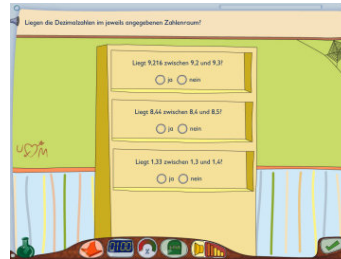 Liegen die Dezimalzahlen im jeweils angegebenen Zahlenraum?
Liegt 9,216 zwischen 9,2 und 9,3?
ja nein
Liegt 8,44 zwischen 8,4 und 8,5?
ja nein
Liegt 1,33 zwischen 1,3 und 1,4?
ja nein